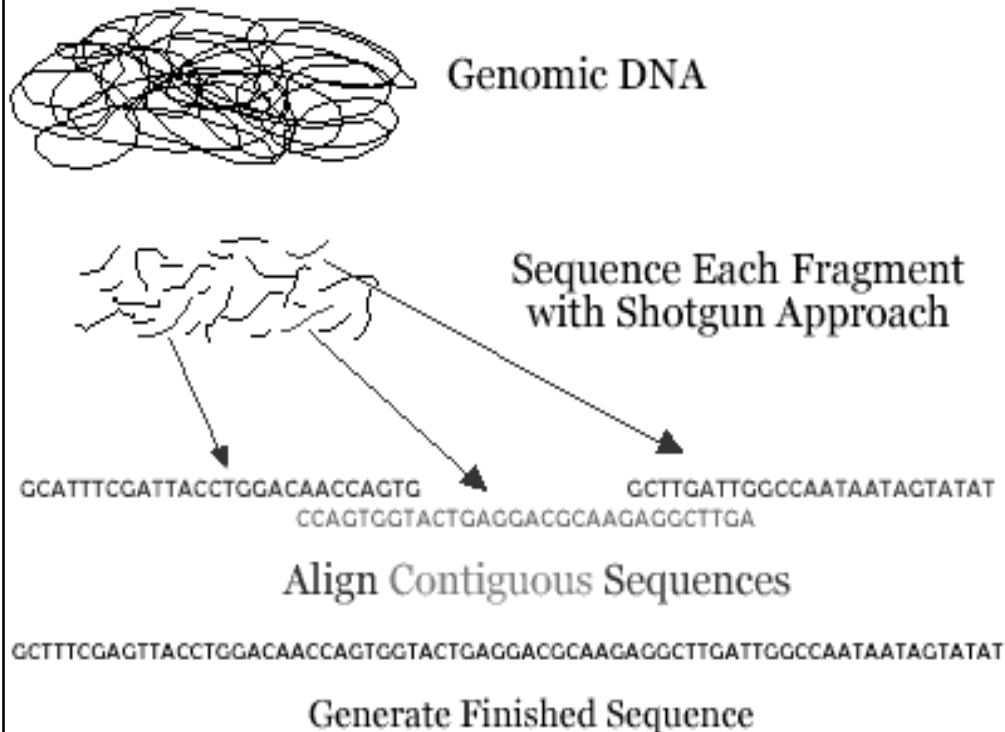 Genomic DNA
Sequence Each Fragment
with Shotgun Approach
GCATTTCGATTACCTGGACAACCAGTG GCTTGATTGGCCAATAATAGTATAT
CCAGTGGTACTGAGGACGCAAGAGGCTTGA
Align Contiguous Sequences
GCTTTCGAGTTACCTGGACAACCAGTGGTACTGAGGACGCAAGAGGCTTGATTGGCCAATAATAGTATAT
Generate Finished Sequence